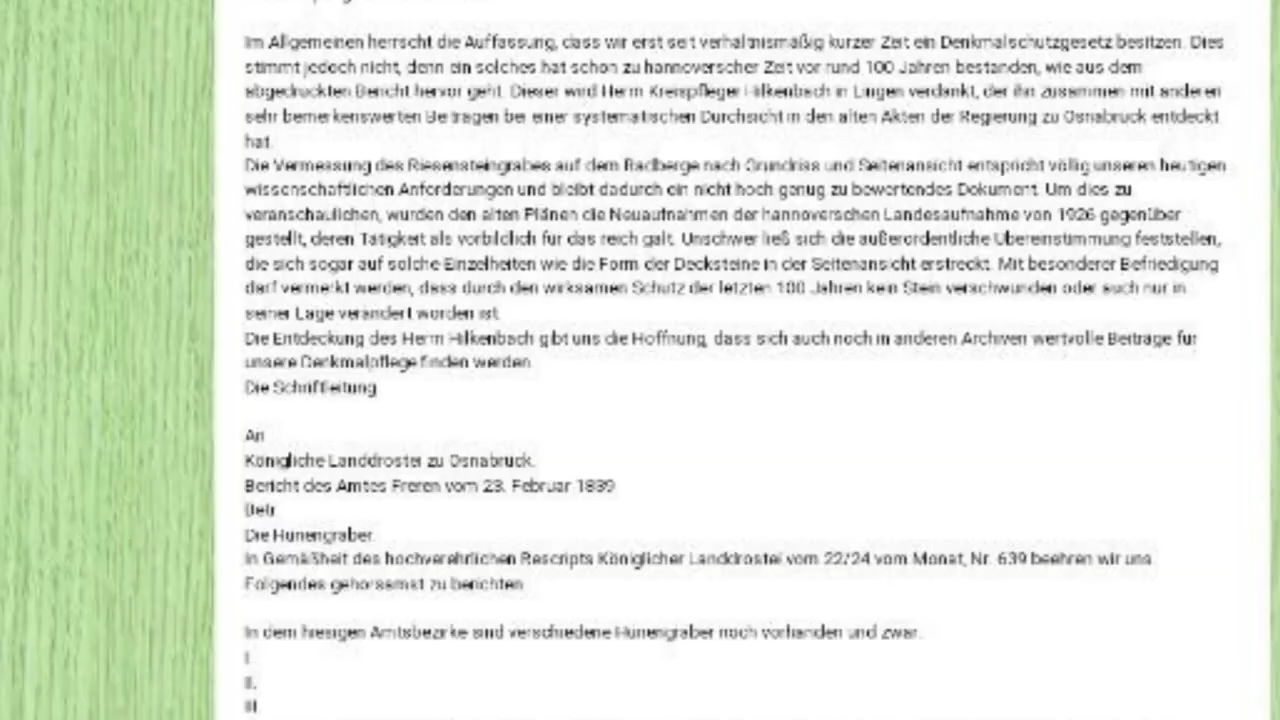 Im Allgemeinen herrscht die Auffassung, dass wir erst seit verhältnismäßig kurzer Zeit ein Denkmalschutzgesetz besitzen. Dies
stimmt jedoch nicht, denn ein solches hat schon zu hannoverscher Zeit vor rund 100 Jahren bestanden, wie aus dem
abgedruckten Bericht hervor geht. Dieser wird Herrn Kreispfleger Hilkenbach in Lingen verdankt, der ihn zusammen mit anderen
sehr bemerkenswerten Beiträgen bei einer systematischen Durchsicht in den alten Akten der Regierung zu Osnabrück entdeckt
hat.
Die Vermessung des Riesensteingrabes auf dem Radberge nach Grundriss und Seitenansicht entspricht völlig unseren heutigen
wissenschaftlichen Anforderungen und bleibt dadurch ein nicht hoch genug zu bewertendes Dokument. Um dies zu
veranschaulichen, wurden den alten Plänen die Neuaufnahmen der hannoverschen Landesaufnahme von 1926 gegenüber
gestellt, deren Tätigkeit als vorbildlich für das reich galt. Unschwer ließ sich die außerordentliche Übereinstimmung feststellen,
die sich sogar auf solche Einzelheiten wie die Form der Decksteine in der Seitenansicht erstreckt. Mit besonderer Befriedigung
darf vermerkt werden, dass durch den wirksamen Schutz der letzten 100 Jahren kein Stein verschwunden oder auch nur in
seiner Lage verändert worden ist.
Die Entdeckung des Herrn Hilkenbach gibt uns die Hoffnung, dass sich auch noch in anderen Archiven wertvolle Beiträge für
unsere Denkmalpflege finden werden.
Die Schriftleitung

An
Königliche Landdrostei zu Osnabrück.
Bericht des Amtes Freren vom 23. Februar 1839
Betr.
Die Hünengräber.
In Gemäßheit des hochverehrlichen Rescripts Königlicher Landdrostei vom 22/24 vom Monat, Nr. 639 beehren wir uns
Folgendes gehorsamst zu berichten

In dem hiesigen Amtsbezirke sind verschiedene Hünengräber noch vorhanden und zwar.
I.
II.
III.